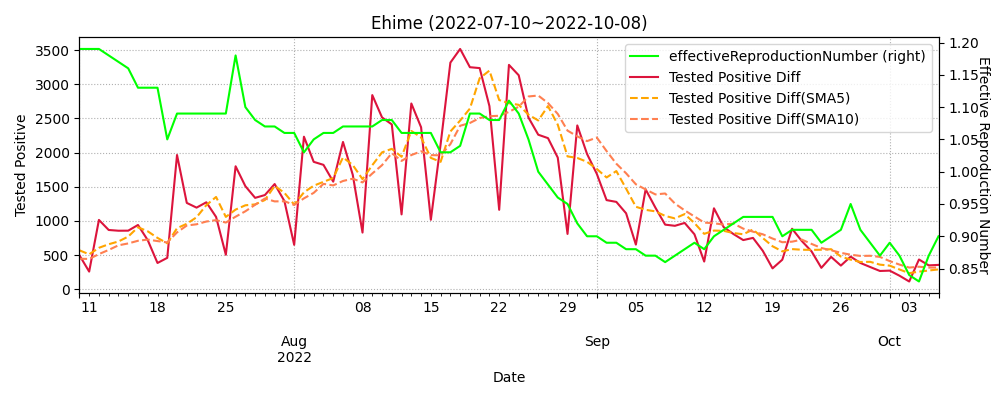 Ehime (2022-07-10~2022-10-08)
effectiveReproductionNumber (right)
Tested Positive Diff
Tested Positive Diff(SMA5)
Tested Positive Diff(SMA10)
Tested Positive
3500
3000
2500
2000
1500
1000
500
0
1.20
1.15
1.10
1.05
1.00
0.95
0.90
0.85
Effective Reproduction Number
11 18 25 08 15 22 29 05 12 19 26 03
Aug Sep Oct
2022
Date